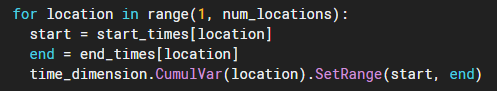 for location in range(1, num_locations):
  start = start_times[location]
  end = end_times[location]
  time_dimension.CumulVar(location).SetRange(start, end)